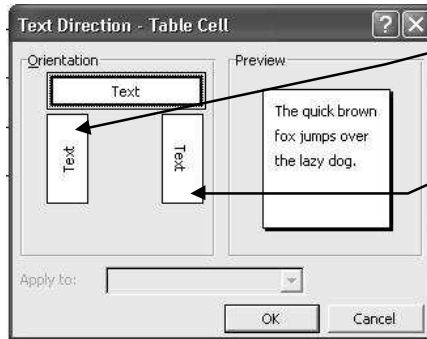 Text Direction - Table Cell
Orientation
Preview
Text
Text
Text
The quick brown
fox jumps over
the lazy dog.
Apply to:
OK
Cancel